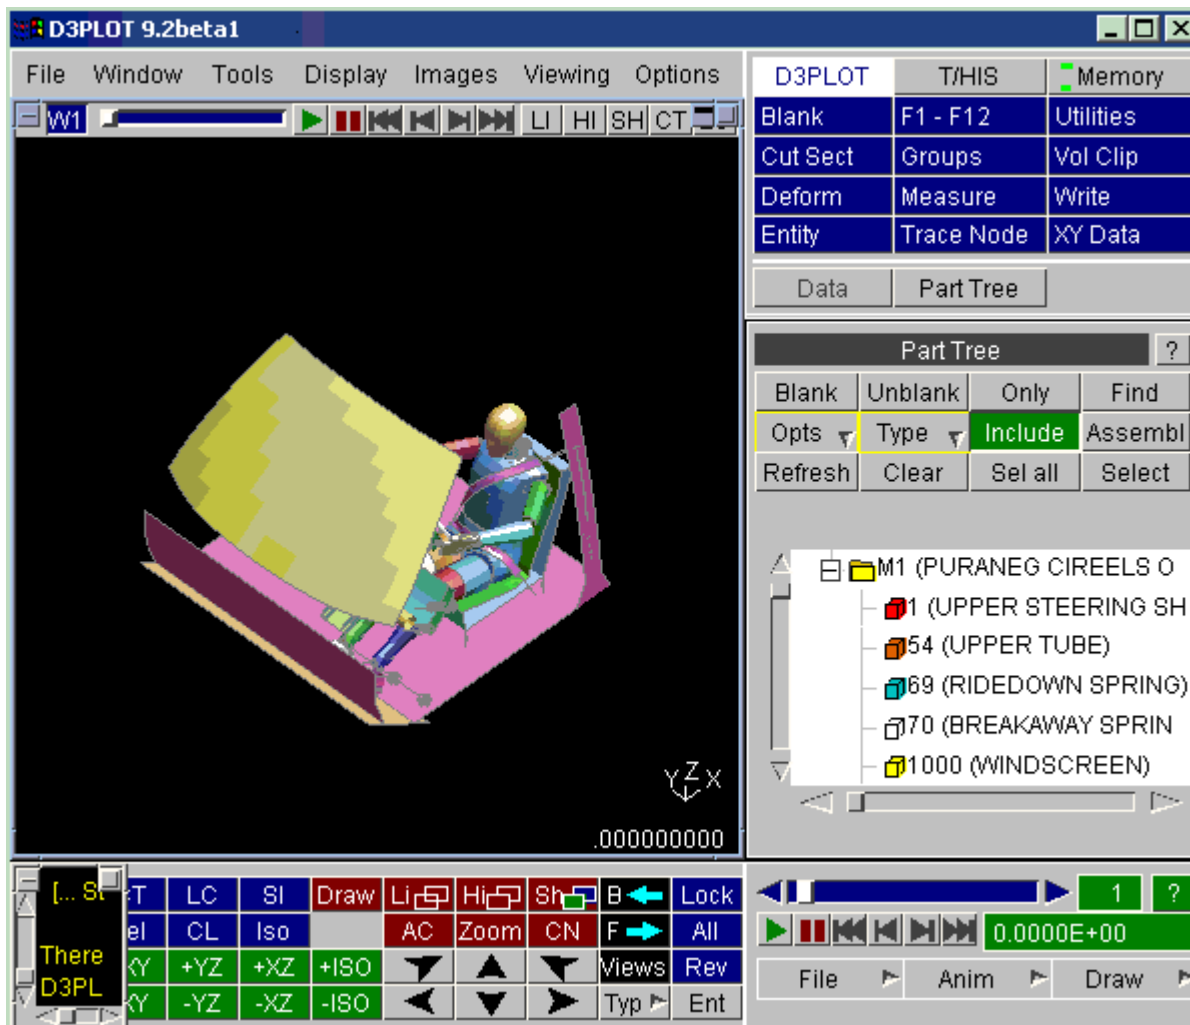 D3PLOT 9.2beta1
File Window Tools Display Images Viewing Options
W1 LI HI SH CT
D3PLOT T/HIS Memory
Blank F1 - F12 Utilities
Cut Sect Groups Vol Clip
Deform Measure Write
Entity Trace Node XY Data
Data Part Tree
Part Tree ?
Blank Unblank Only Find
Opts Type Include Assembl
Refresh Clear Sel all Select
M1 (PURANEG CIREELS O
1 (UPPER STEERING SH
54 (UPPER TUBE)
69 (RIDEDOWN SPRING)
70 (BREAKAWAY SPRIN
1000 (WINDSCREEN)
Y Z X
.000000000
[... St CT LC SI Draw Li Hi Sh B Lock
el CL Iso AC Zoom CN F All
There XY +YZ +XZ +ISO Views Rev
D3PL XY -YZ -XZ -ISO Typ Ent
1 ?
0.0000E+00
File Anim Draw